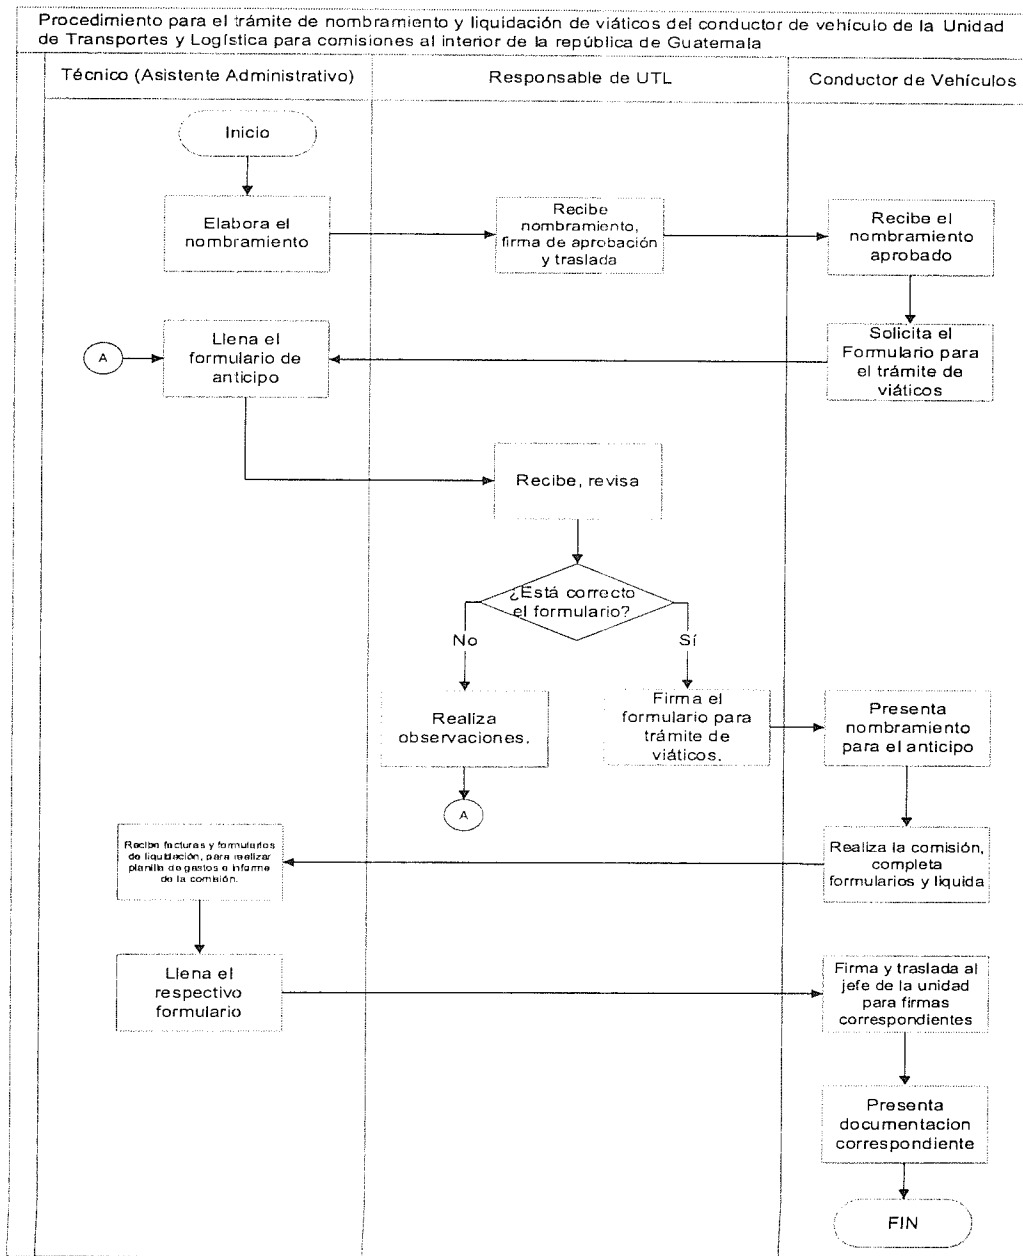 Procedimiento para el trámite de nombramiento y liquidación de viáticos del conductor de vehículo de la Unidad
de Transportes y Logística para comisiones al interior de la república de Guatemala
Técnico (Asistente Administrativo)
Responsable de UTL
Conductor de Vehículos
Inicio
Elabora el
nombramiento
Recibe
nombramiento,
firma de aprobación
y traslada
Recibe el
nombramiento
aprobado
A
Llena el
formulario de
anticipo
Solicita el
Formulario para
el trámite de
viáticos
Recibe, revisa
¿Está correcto
el formulario?
No
Sí
Realiza
observaciones.
Firma el
formulario para
trámite de
viáticos.
Presenta
nombramiento
para el anticipo
A
Recibe facturas y formularios
de liquidación, para realizar
planilla de gastos e informe
de la comisión.
Realiza la comisión,
completa
formularios y liquida
Llena el
respectivo
formulario
Firma y traslada al
jefe de la unidad
para firmas
correspondientes
Presenta
documentacion
correspondiente
FIN